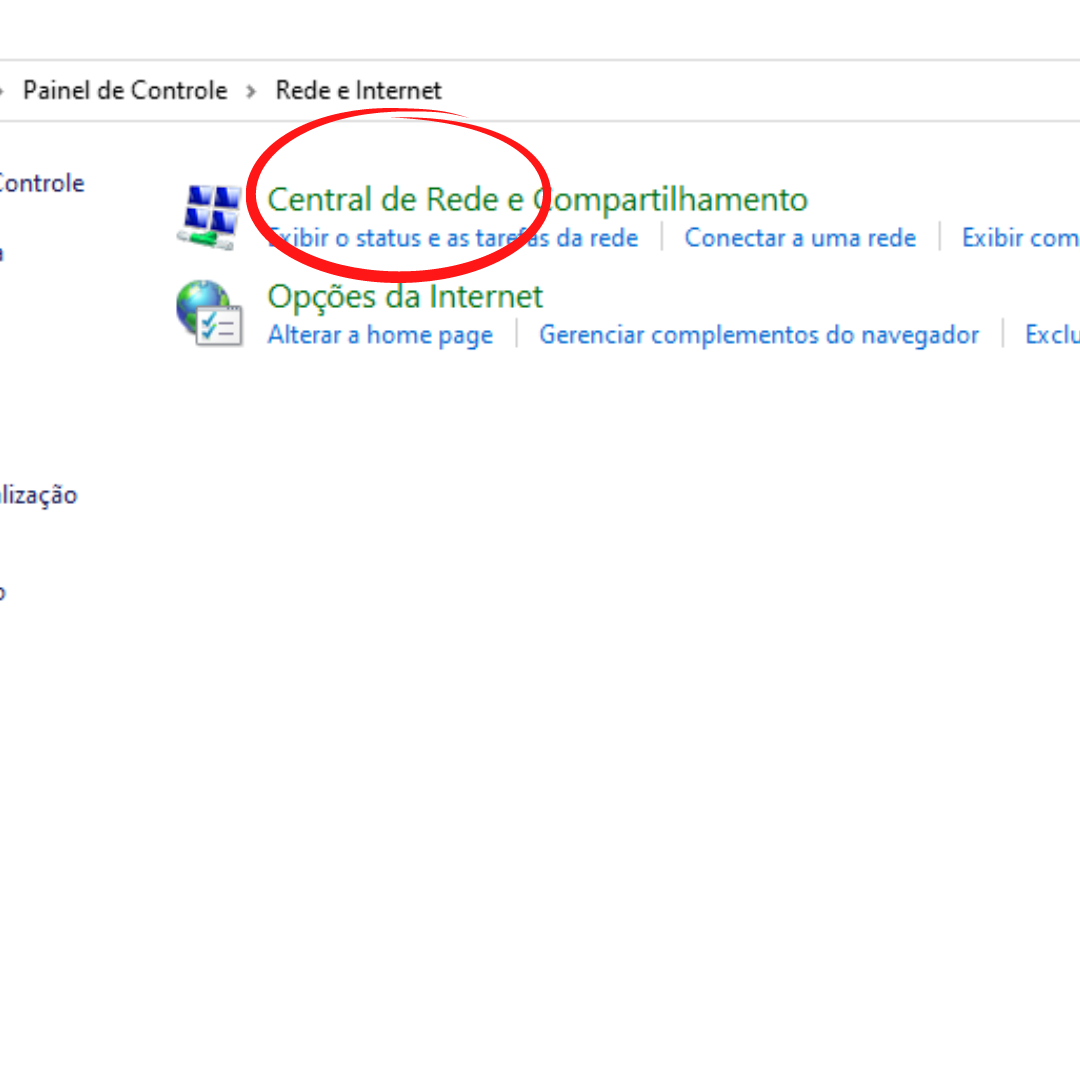 Painel de Controle > Rede e Internet
Controle
Central de Rede e Compartilhamento
Exibir o status e as tarefas da rede | Conectar a uma rede | Exibir com
Opções da Internet
Alterar a home page | Gerenciar complementos do navegador | Exclu
lização